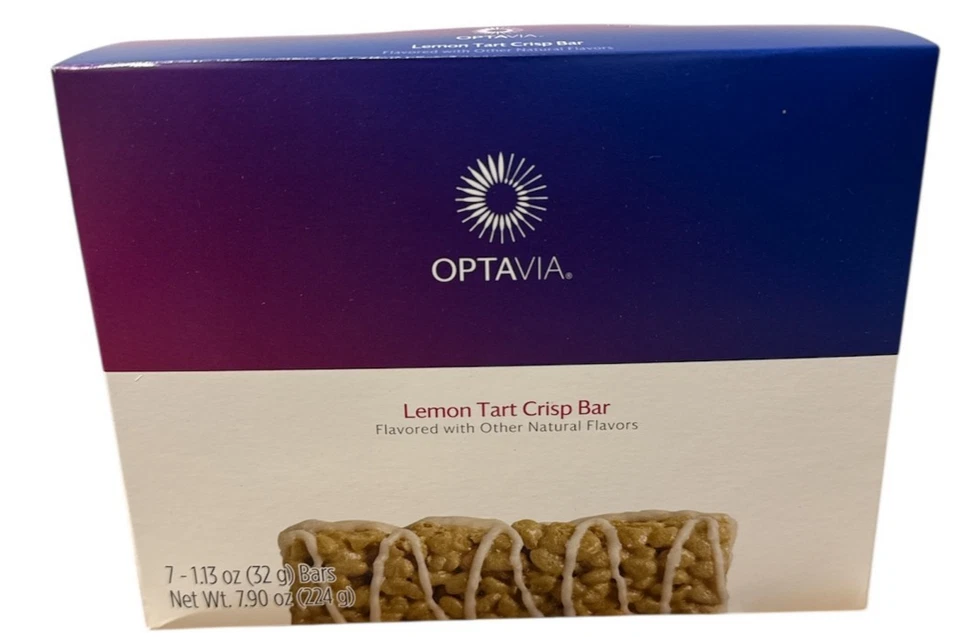 OPTAVIA.
Lemon Tart Crisp Bar
Flavored with Other Natural Flavors
OPTAVIA®
Lemon Tart Crisp Bar
Flavored with Other Natural Flavors
7 - 1.13 oz (32 g) Bars
Net Wt. 7.90 oz (224 g)